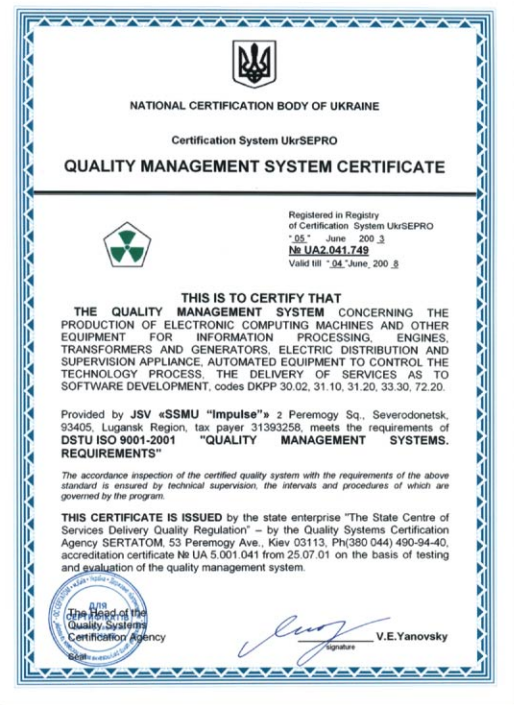 NATIONAL CERTIFICATION BODY OF UKRAINE
Certification System UkrSEPRO
QUALITY MANAGEMENT SYSTEM CERTIFICATE
Registered in Registry
of Certification System UkrSEPRO
"05" June 2003
№ UA2.041.749
Valid till "04"June 2008
THIS IS TO CERTIFY THAT
THE QUALITY MANAGEMENT SYSTEM CONCERNING THE
PRODUCTION OF ELECTRONIC COMPUTING MACHINES AND OTHER
EQUIPMENT FOR INFORMATION PROCESSING, ENGINES,
TRANSFORMERS AND GENERATORS, ELECTRIC DISTRIBUTION AND
SUPERVISION APPLIANCE, AUTOMATED EQUIPMENT TO CONTROL THE
TECHNOLOGY PROCESS, THE DELIVERY OF SERVICES AS TO
SOFTWARE DEVELOPMENT, codes DKPP 30.02, 31.10, 31.20, 33.30, 72.20.
Provided by JSV «SSMU "Impulse"» 2 Peremogy Sq., Severodonetsk,
93405, Lugansk Region, tax payer 31393258, meets the requirements of
DSTU ISO 9001-2001 "QUALITY MANAGEMENT SYSTEMS.
REQUIREMENTS"
The accordance inspection of the certified quality system with the requirements of the above
standard is ensured by technical supervision, the intervals and procedures of which are
governed by the program.
THIS CERTIFICATE IS ISSUED by the state enterprise "The State Centre of
Services Delivery Quality Regulation" – by the Quality Systems Certification
Agency SERTATOM, 53 Peremogy Ave., Kiev 03113, Ph(380 044) 490-94-40,
accreditation certificate № UA 5.001.041 from 25.07.01 on the basis of testing
and evaluation of the quality management system.
ДЛЯ
СЕРТИФІКАТІВ
The Head of the
Quality Systems
Certification Agency
Seal
signature
V.E.Yanovsky